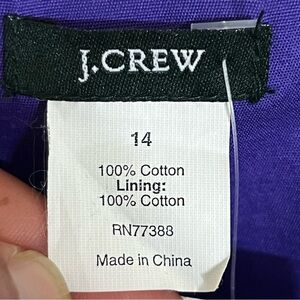 J.CREW
14
100% Cotton
Lining:
100% Cotton
RN77388
Made in China